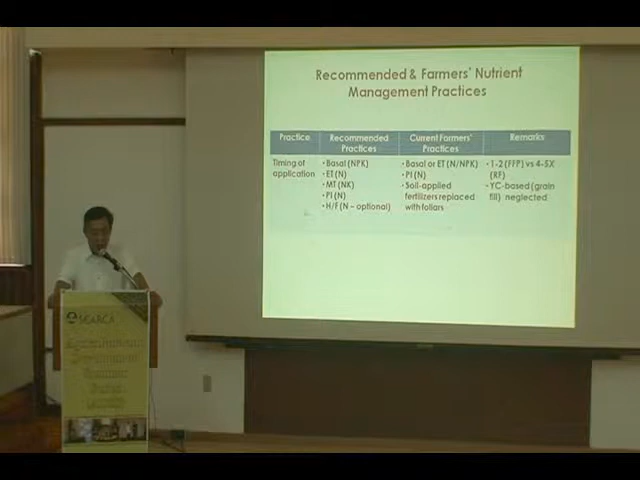 Recommended & Farmers' Nutrient
Management Practices
Practice
Recommended
Practices
Current Farmers'
Practices
Remarks
Timing of
application
• Basal (NPK)
• ET (N)
• MT (NK)
• PI (N)
• H/F (N – optional)
• Basal or ET (N/NPK)
• PI (N)
• Soil-applied
fertilizers replaced
with foliars
• 1-2 (FFP) vs 4-5X
(RF)
• YC-based (grain
fill) neglected
SEARCA